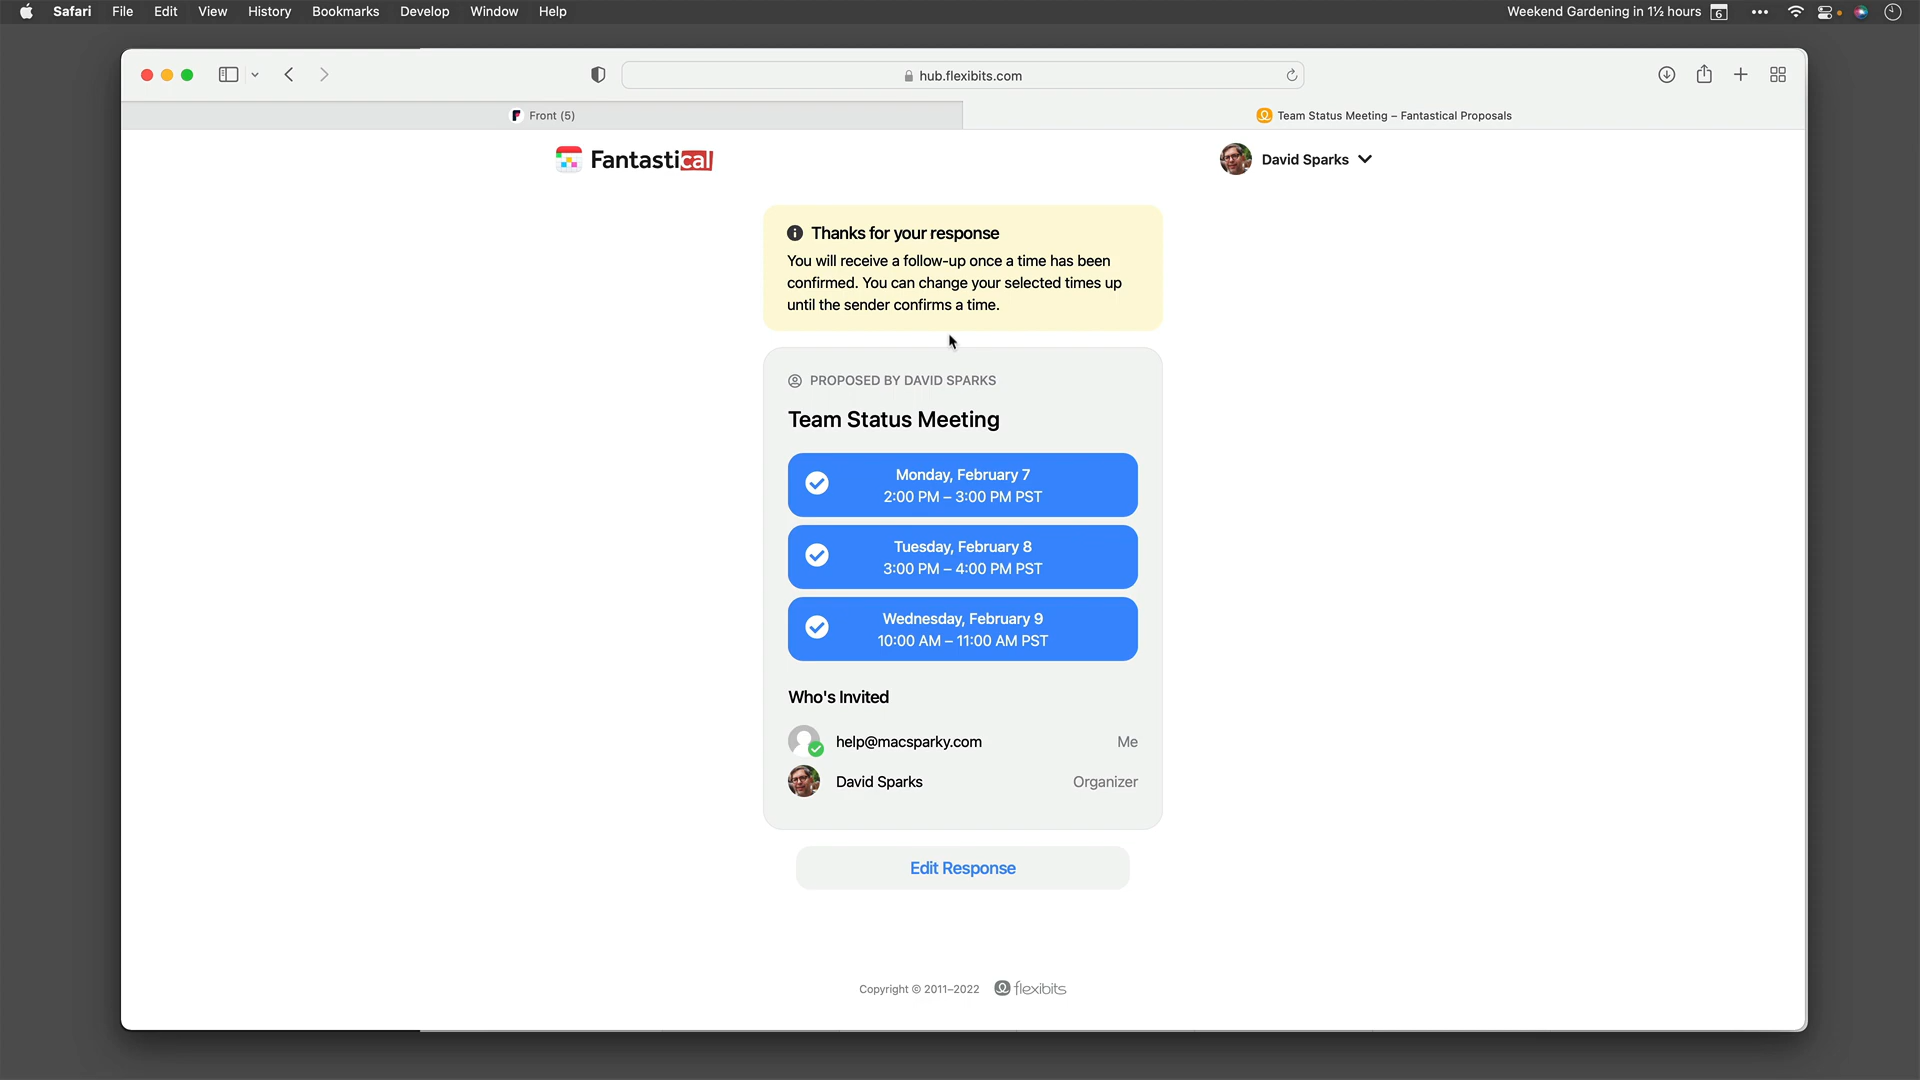 Safari File Edit View History Bookmarks Develop Window Help
Weekend Gardening in 1½ hours 6
hub.flexibits.com
Front (5)
Team Status Meeting – Fantastical Proposals
Fantastical
David Sparks
Thanks for your response
You will receive a follow-up once a time has been
confirmed. You can change your selected times up
until the sender confirms a time.
PROPOSED BY DAVID SPARKS
Team Status Meeting
Monday, February 7
2:00 PM – 3:00 PM PST
Tuesday, February 8
3:00 PM – 4:00 PM PST
Wednesday, February 9
10:00 AM – 11:00 AM PST
Who's Invited
help@macsparky.com Me
David Sparks Organizer
Edit Response
Copyright © 2011–2022 flexibits